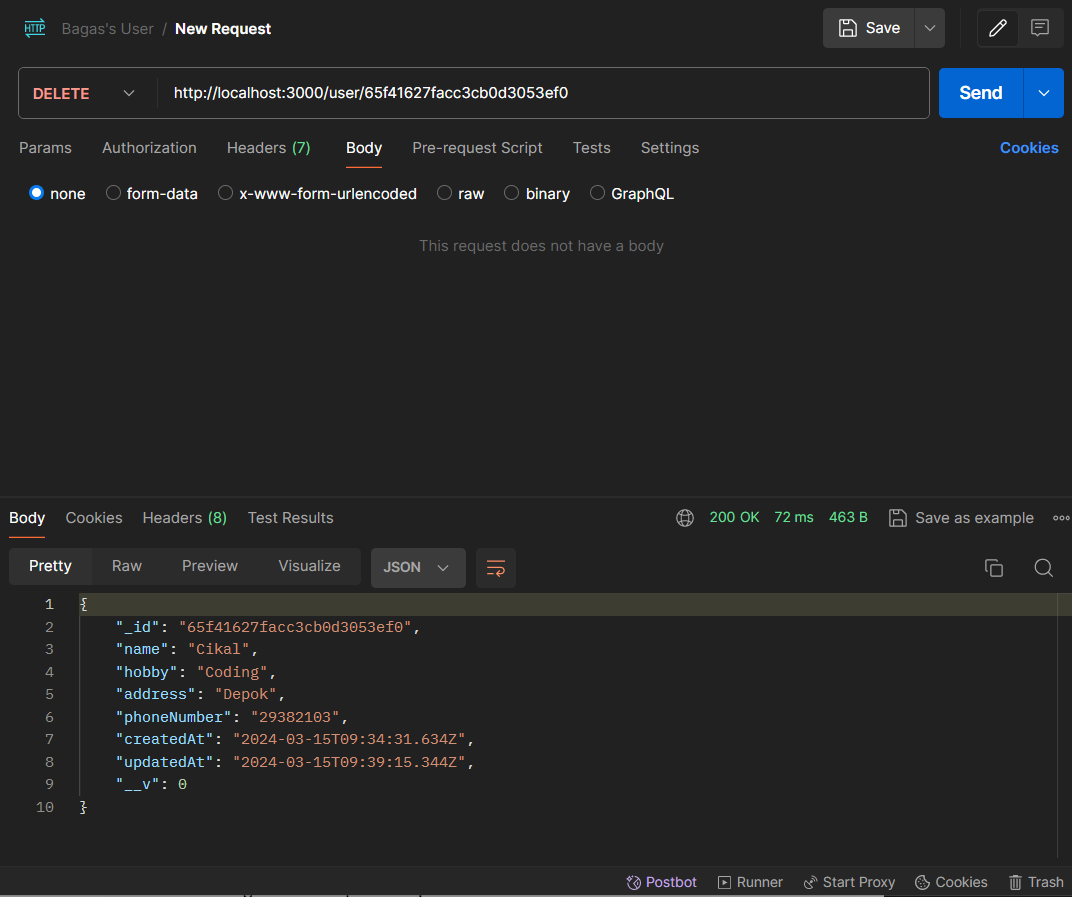 HTTP Bagas's User / New Request Save
DELETE http://localhost:3000/user/65f41627facc3cb0d3053ef0 Send
Params Authorization Headers (7) Body Pre-request Script Tests Settings Cookies
none form-data x-www-form-urlencoded raw binary GraphQL
This request does not have a body
Body Cookies Headers (8) Test Results 200 OK 72 ms 463 B Save as example
Pretty Raw Preview Visualize JSON
1 {
2 "_id": "65f41627facc3cb0d3053ef0",
3 "name": "Cikal",
4 "hobby": "Coding",
5 "address": "Depok",
6 "phoneNumber": "29382103",
7 "createdAt": "2024-03-15T09:34:31.634Z",
8 "updatedAt": "2024-03-15T09:39:15.344Z",
9 "__v": 0
10 }
Postbot Runner Start Proxy Cookies Trash